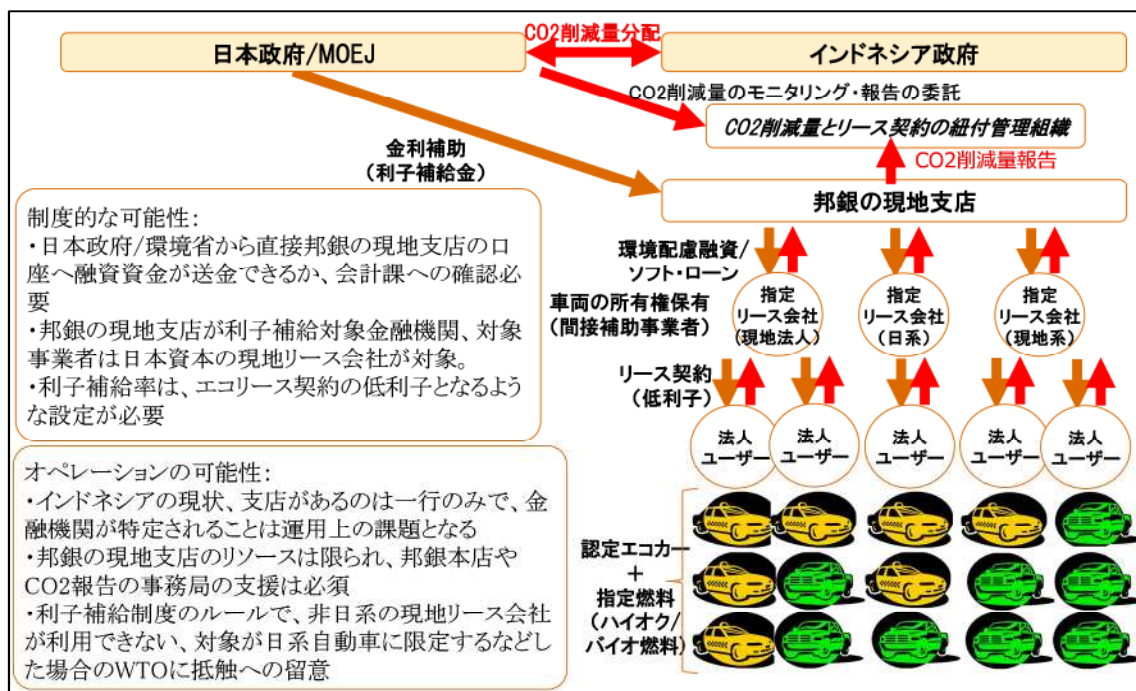 CO2削減量分配
日本政府/MOEJ
インドネシア政府
CO2削減量のモニタリング・報告の委託
CO2削減量とリース契約の紐付管理組織
金利補助
(利子補給金)
CO2削減量報告
邦銀の現地支店
制度的な可能性:
・日本政府/環境省から直接邦銀の現地支店の口
座へ融資資金が送金できるか、会計課への確認必
要
・邦銀の現地支店が利子補給対象金融機関、対象
事業者は日本資本の現地リース会社が対象。
・利子補給率は、エコリース契約の低利子となるよう
な設定が必要
環境配慮融資/
ソフト・ローン
車両の所有権保有
(間接補助事業者)
指定
リース会社
(現地法人)
指定
リース会社
(日系)
指定
リース会社
(現地系)
リース契約
(低利子)
法人
ユーザー
法人
ユーザー
法人
ユーザー
法人
ユーザー
法人
ユーザー
オペレーションの可能性:
・インドネシアの現状、支店があるのは一行のみで、金
融機関が特定されることは運用上の課題となる
・邦銀の現地支店のリソースは限られ、邦銀本店や
CO2報告の事務局の支援は必須
・利子補給制度のルールで、非日系の現地リース会社
が利用できない、対象が日系自動車に限定するなどし
た場合のWTOに抵触への留意
認定エコカー
+
指定燃料
(ハイオク/
バイオ燃料)